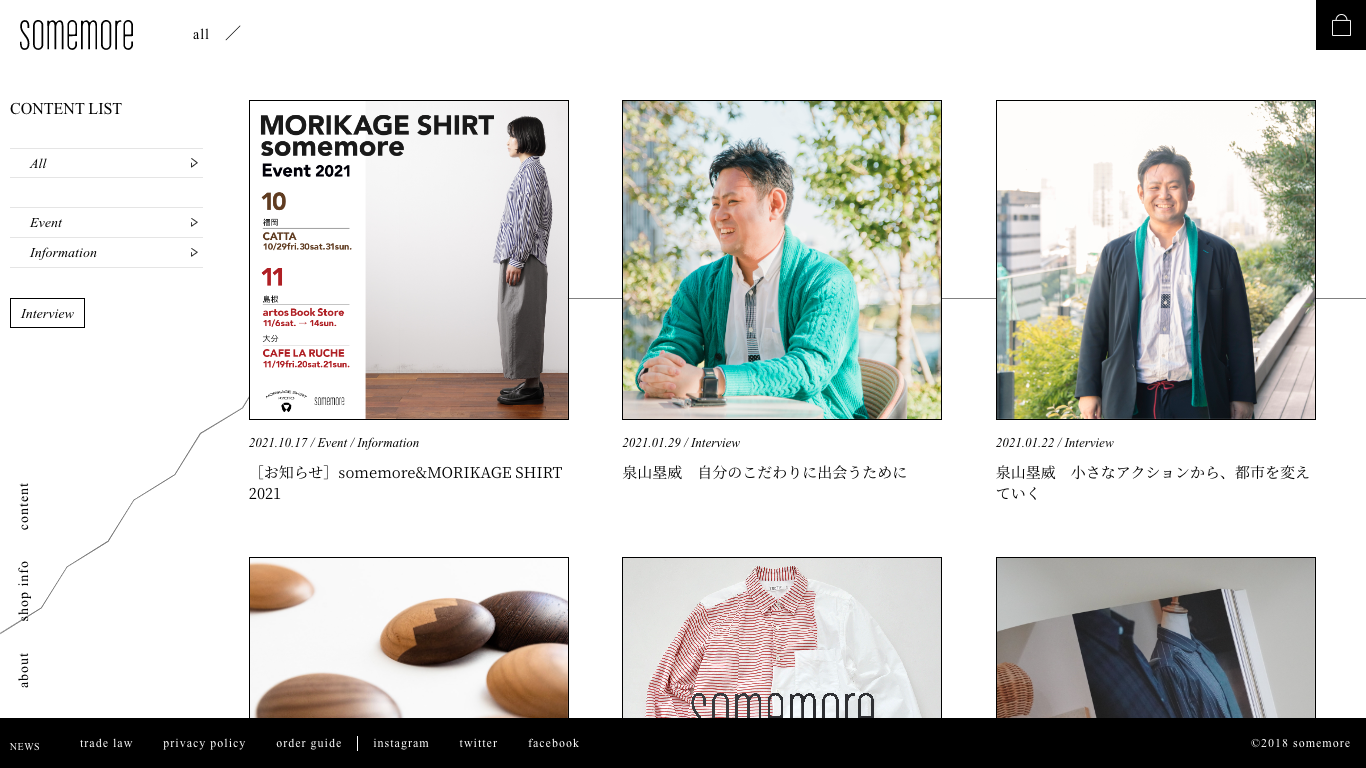 somemore
all
CONTENT LIST
All
Event
Information
Interview
content
shop info
about
MORIKAGE SHIRT
somemore
Event 2021
10
福岡
CATTA
10/29fri.30sat.31sun.
11
島根
artos Book Store
11/6sat. → 14sun.
大分
CAFE LA RUCHE
11/19fri.20sat.21sun.
MORIKAGE SHIRT
KYOTO
somemore
2021.10.17 / Event / Information
［お知らせ］somemore&MORIKAGE SHIRT
2021
2021.01.29 / Interview
泉山塁威　自分のこだわりに出会うために
2021.01.22 / Interview
泉山塁威　小さなアクションから、都市を変え
ていく
somemore
NEWS
trade law
privacy policy
order guide
instagram
twitter
facebook
©2018 somemore